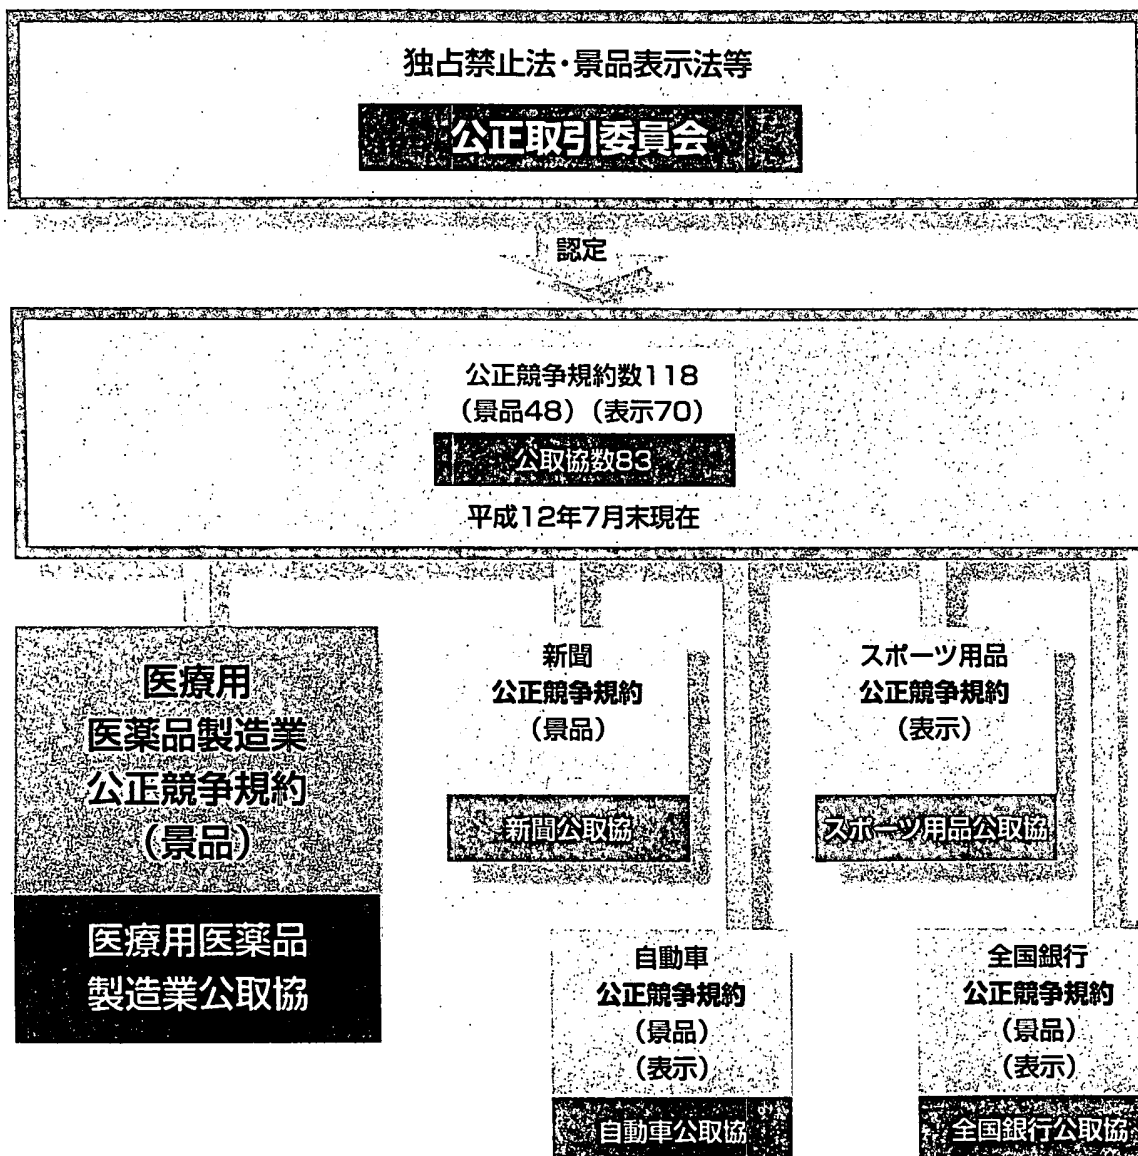 独占禁止法・景品表示法等
公正取引委員会
認定
公正競争規約数118
(景品48)(表示70)
公取協数83
平成12年7月末現在
医療用
医薬品製造業
公正競争規約
(景品)
医療用医薬品
製造業公取協
新聞
公正競争規約
(景品)
新聞公取協
スポーツ用品
公正競争規約
(表示)
スポーツ用品公取協
自動車
公正競争規約
(景品)
(表示)
自動車公取協
全国銀行
公正競争規約
(景品)
(表示)
全国銀行公取協